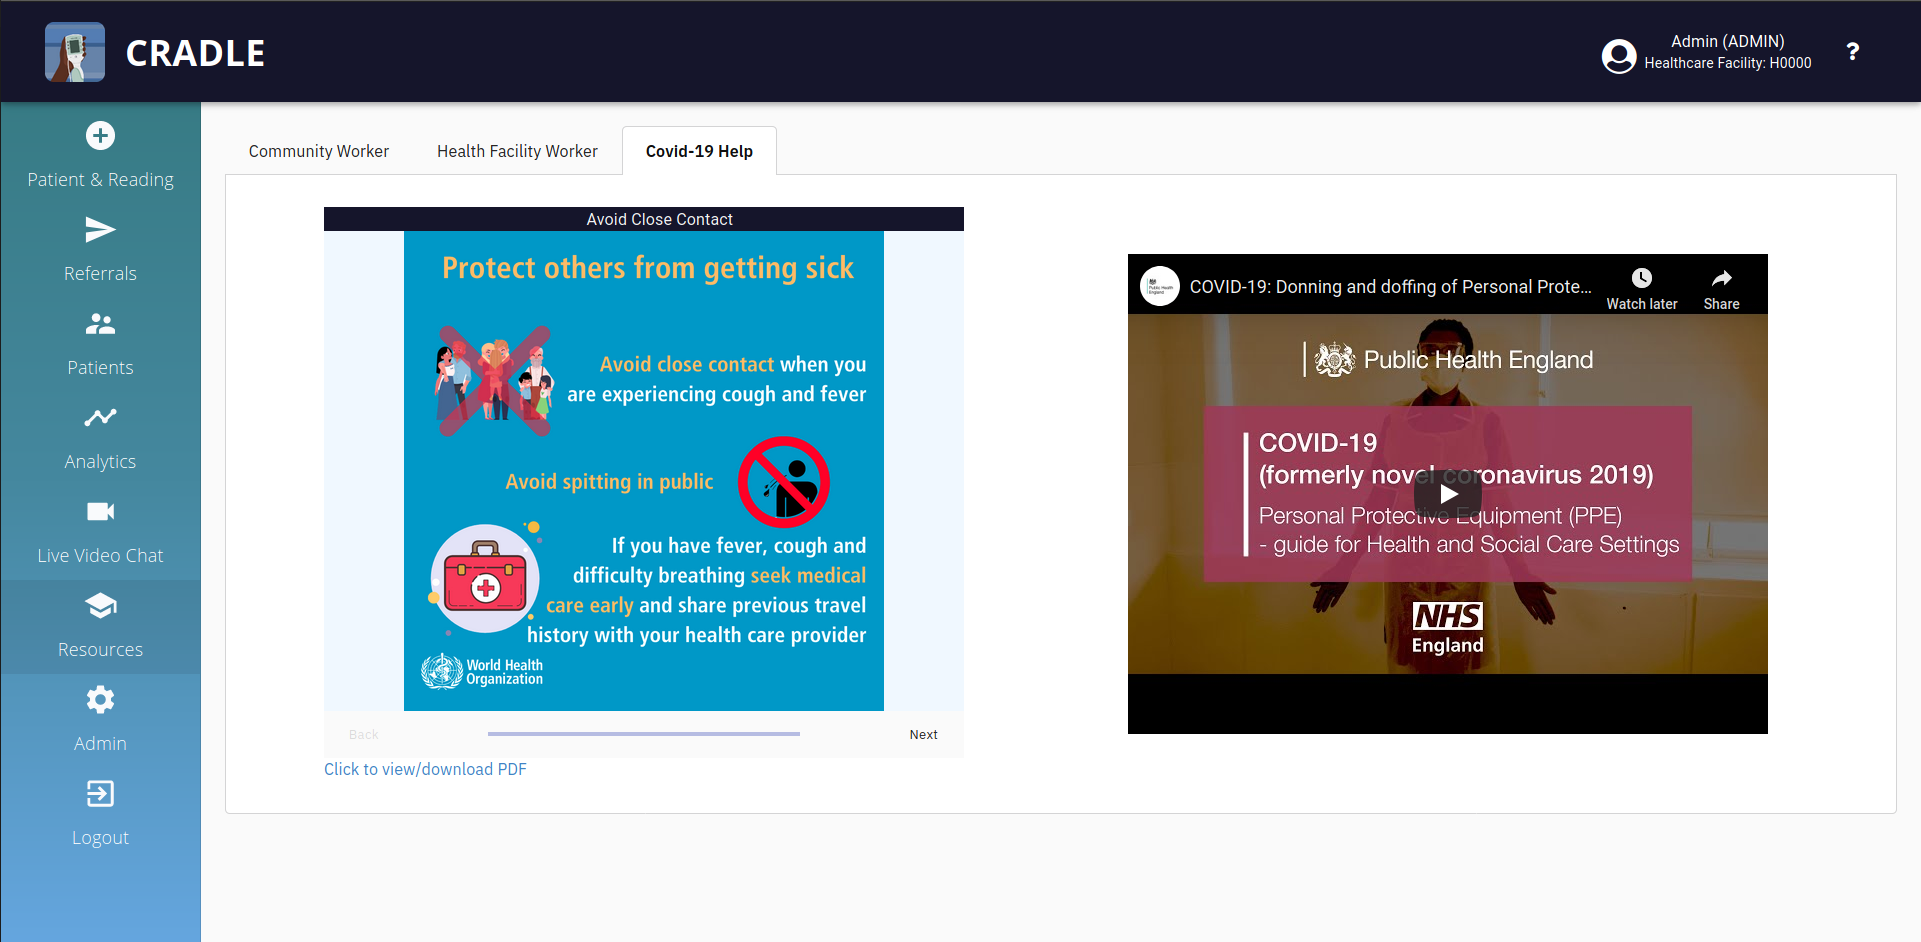 CRADLE
Admin (ADMIN)
Healthcare Facility: H0000
?
Patient & Reading
Referrals
Patients
Analytics
Live Video Chat
Resources
Admin
Logout
Community Worker
Health Facility Worker
Covid-19 Help
Avoid Close Contact
Protect others from getting sick
Avoid close contact when you
are experiencing cough and fever
Avoid spitting in public
If you have fever, cough and
difficulty breathing seek medical
care early and share previous travel
history with your health care provider
World Health
Organization
Back
Next
Click to view/download PDF
Public Health
England
COVID-19: Donning and doffing of Personal Prote...
Watch later
Share
Public Health England
COVID-19
(formerly novel coronavirus 2019)
Personal Protective Equipment (PPE)
- guide for Health and Social Care Settings
NHS
England